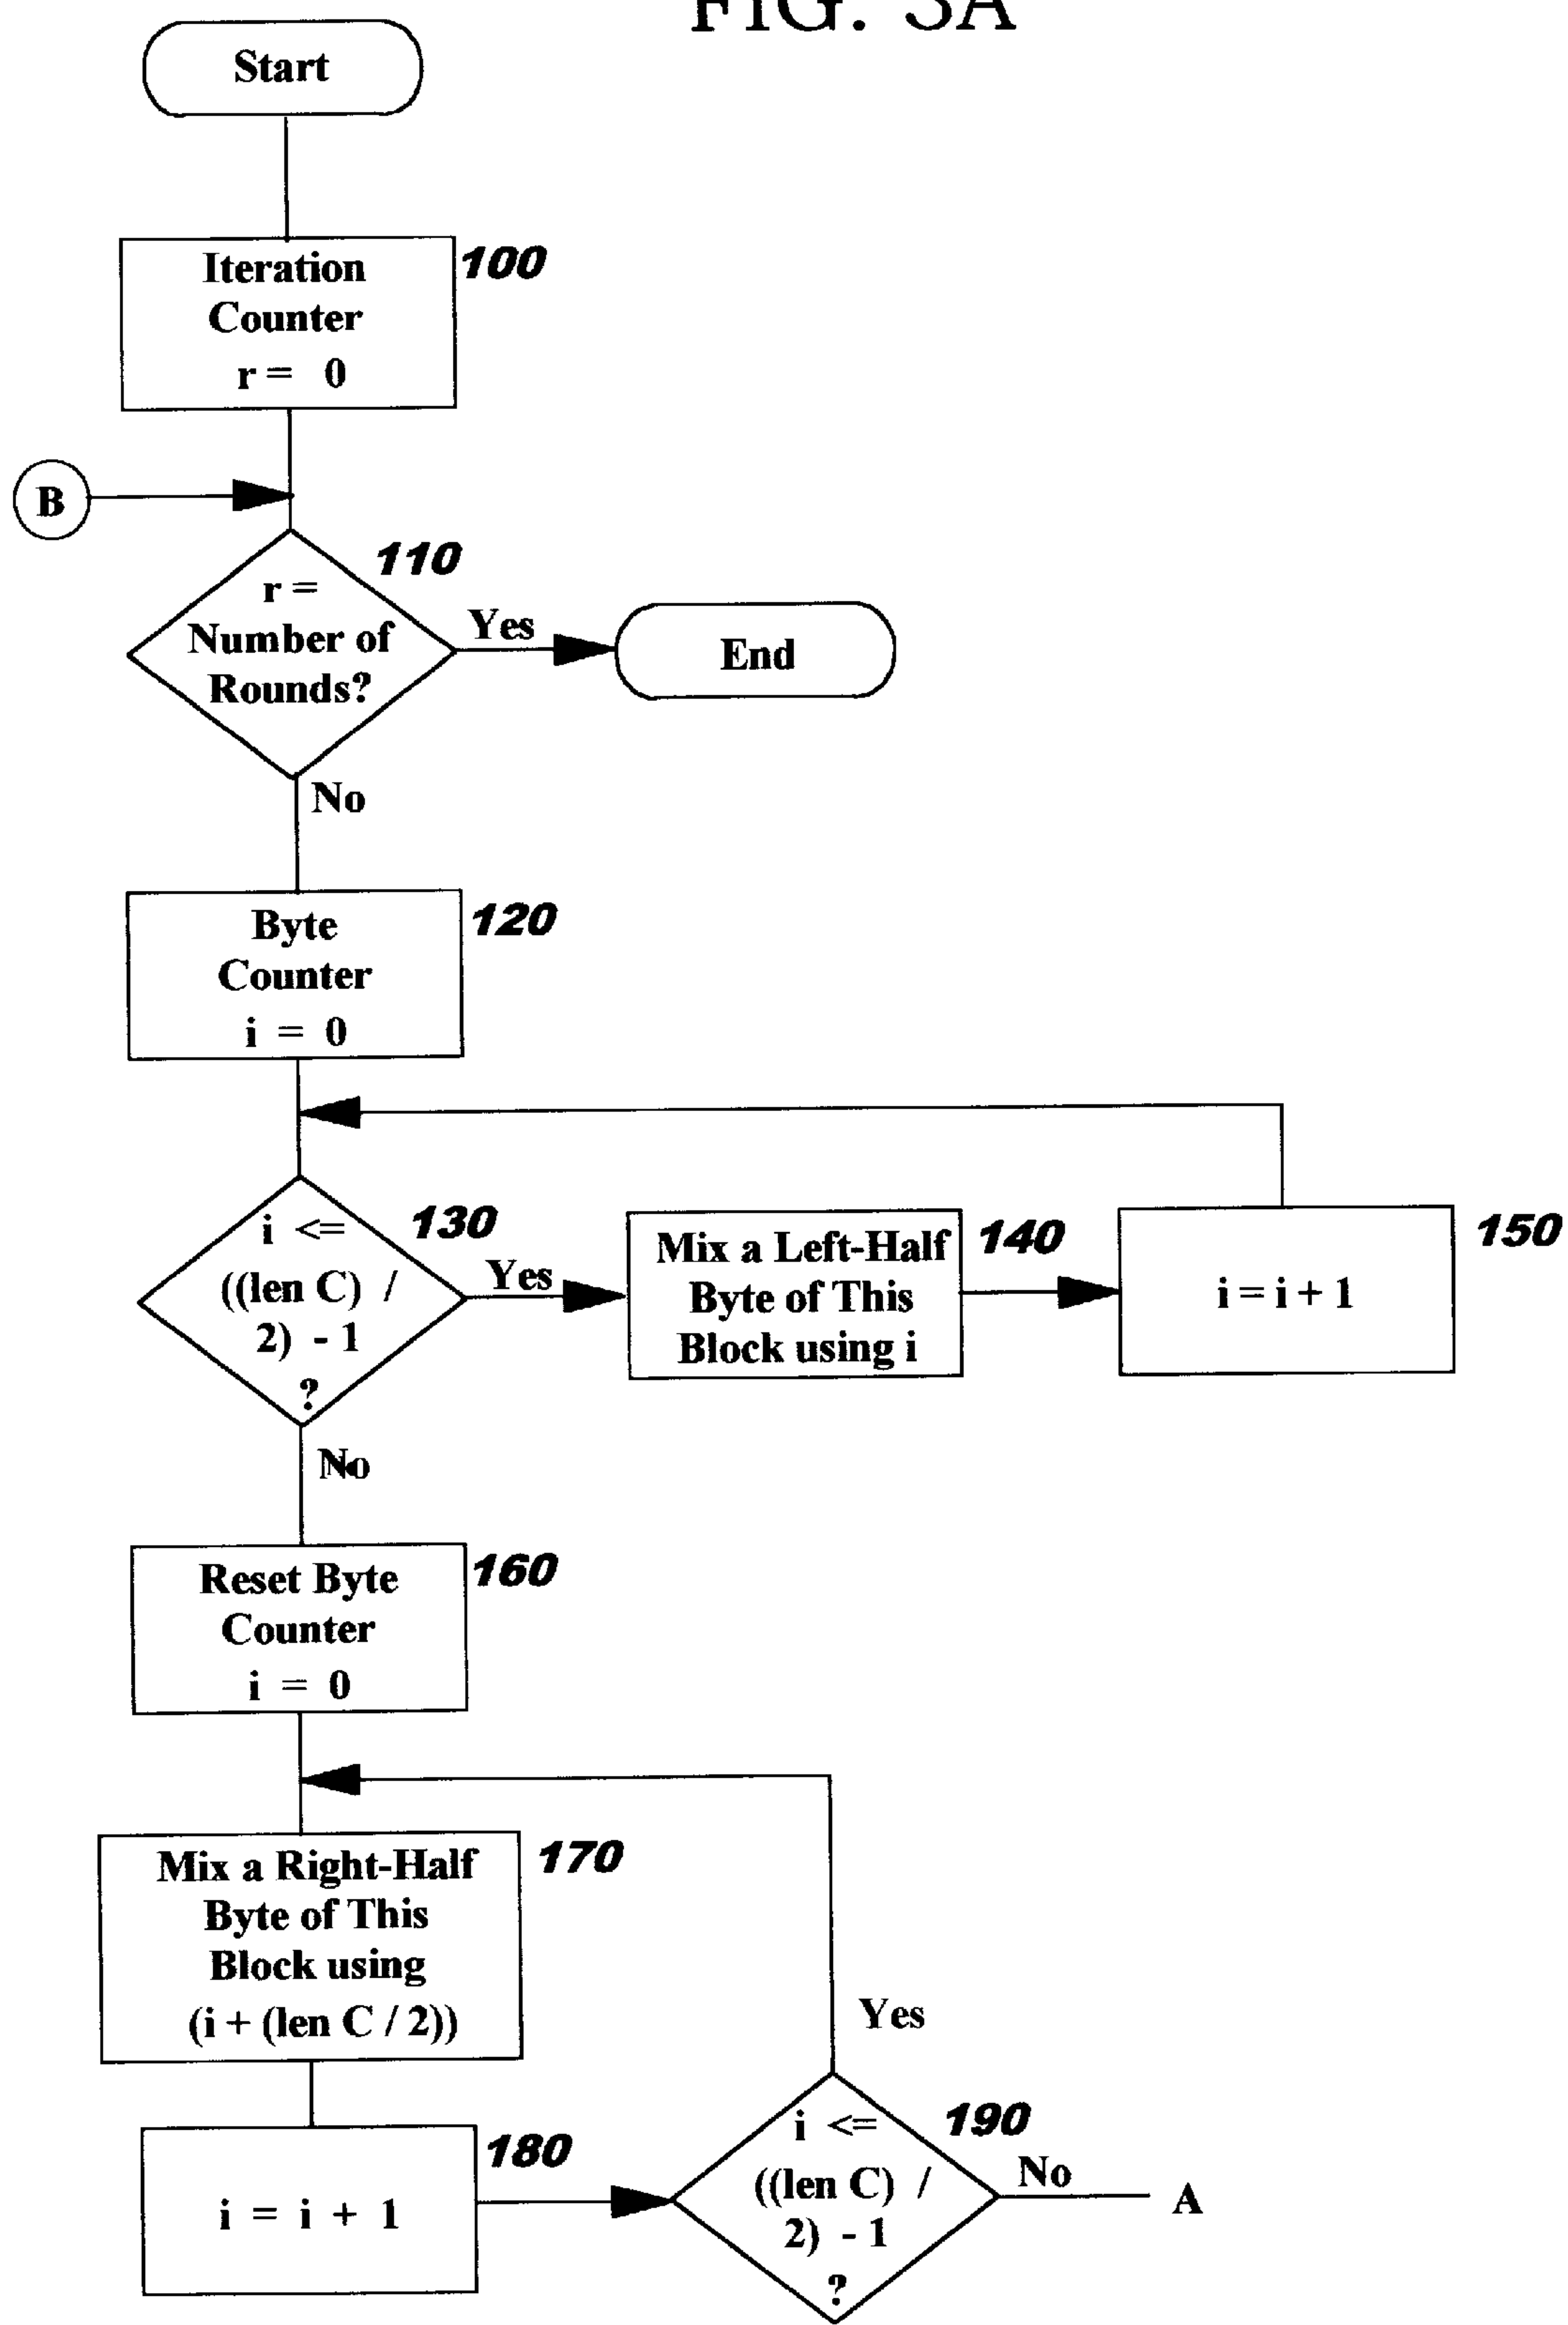 FIG. 3A
Start
Iteration
Counter
r = 0
100
B
r =
Number of
Rounds?
110
Yes
End
No
Byte
Counter
i = 0
120
i <=
((len C) /
2) - 1
?
130
Yes
Mix a Left-Half
Byte of This
Block using i
140
i = i + 1
150
No
Reset Byte
Counter
i = 0
160
Mix a Right-Half
Byte of This
Block using
(i + (len C / 2))
170
Yes
i = i + 1
180
i <=
((len C) /
2) - 1
?
190
No
A